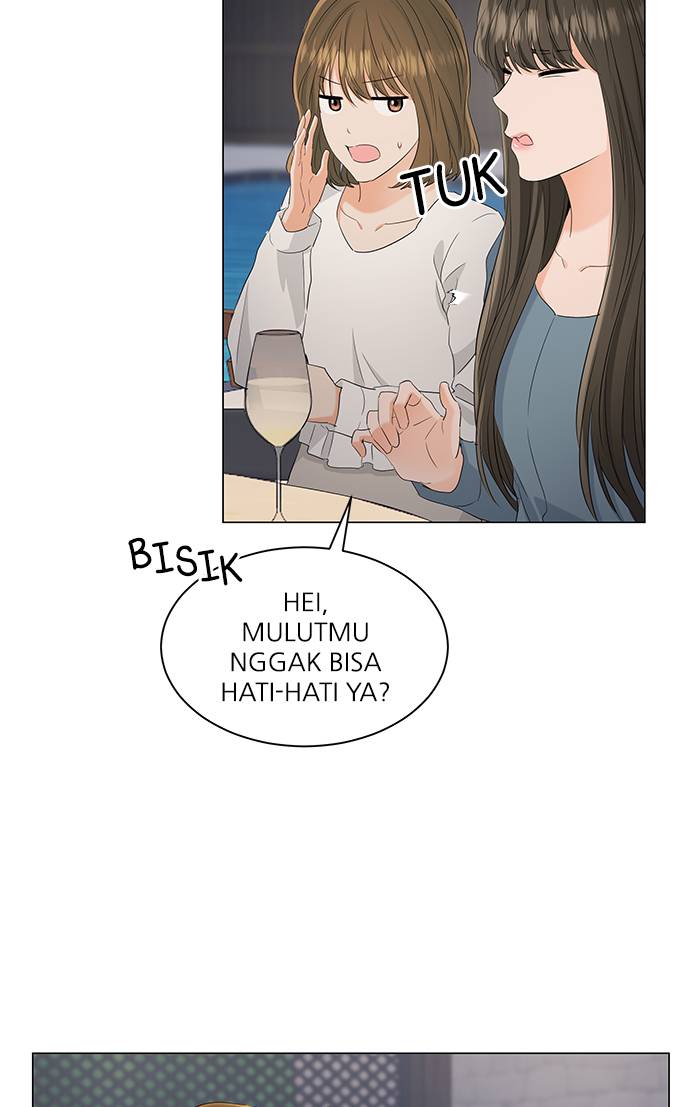 TUK
BISIK
HEI,
MULUTMU
NGGAK BISA
HATI-HATI YA?